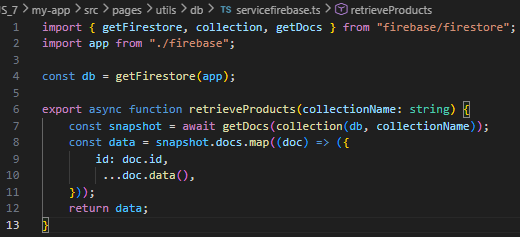 JS_7 > my-app > src > pages > utils > db > TS servicefirebase.ts > retrieveProducts
1 import { getFirestore, collection, getDocs } from "firebase/firestore";
2 import app from "./firebase";
3
4 const db = getFirestore(app);
5
6 export async function retrieveProducts(collectionName: string) {
7     const snapshot = await getDocs(collection(db, collectionName));
8     const data = snapshot.docs.map((doc) => ({
9         id: doc.id,
10          ...doc.data(),
11     }));
12     return data;
13 }